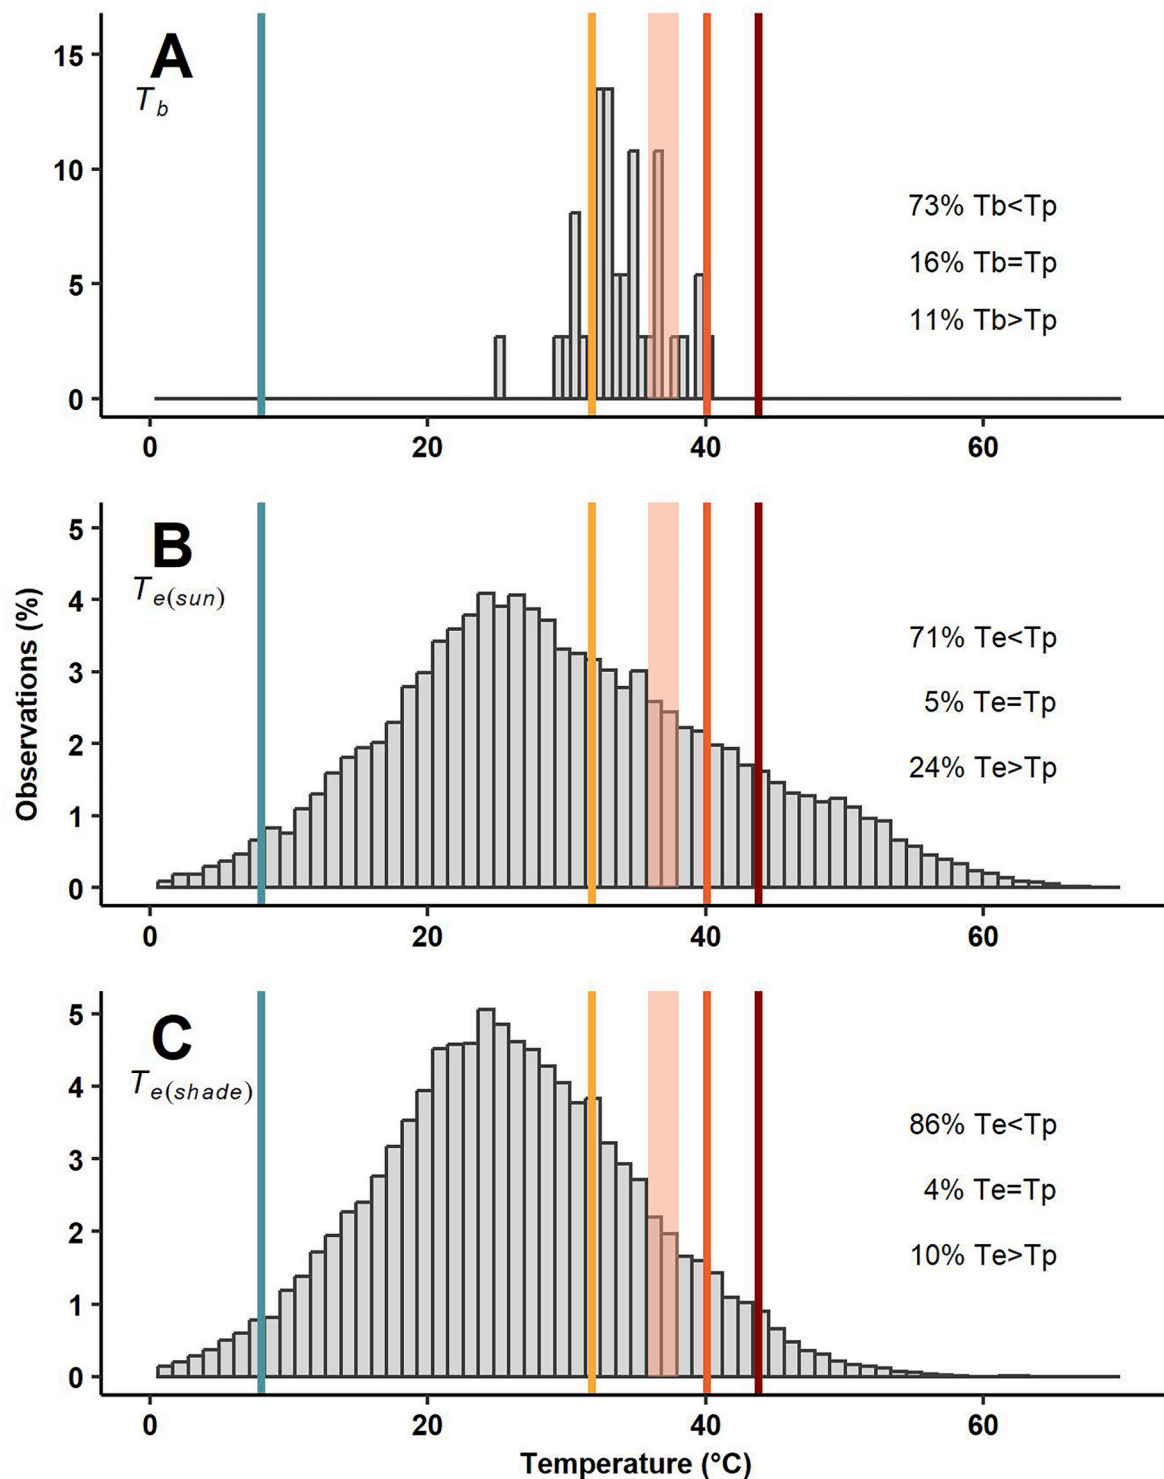 A
T b
15
10
5
0
73% Tb<Tp
16% Tb=Tp
11% Tb>Tp
0 20 40 60
B
T e(sun)
5
4
3
2
1
0
71% Te<Tp
5% Te=Tp
24% Te>Tp
0 20 40 60
Observations (%)
C
T e(shade)
5
4
3
2
1
0
86% Te<Tp
4% Te=Tp
10% Te>Tp
0 20 40 60
Temperature (°C)